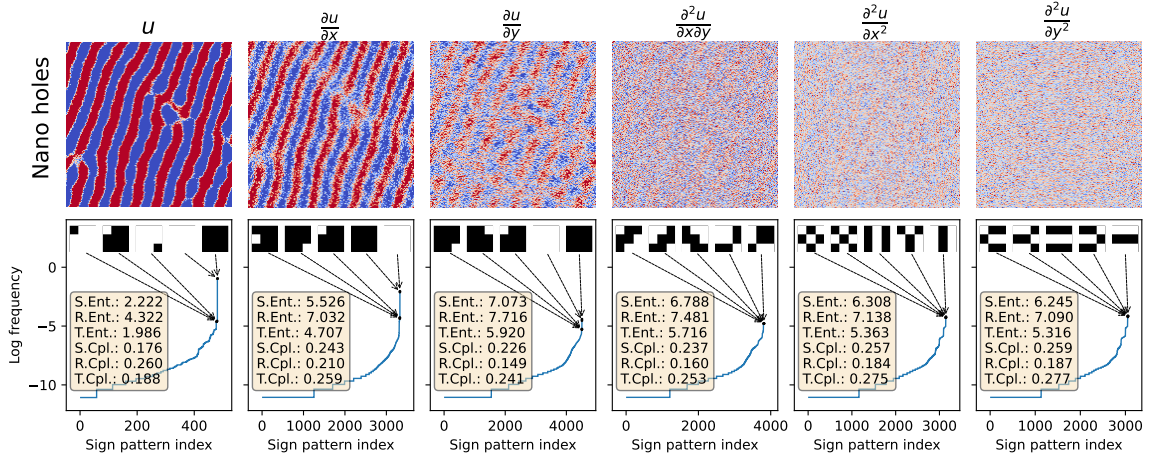 u
∂u/∂x
∂u/∂y
∂²u/∂x∂y
∂²u/∂x²
∂²u/∂y²
Nano holes
Log frequency
0
−5
−10
S.Ent.: 2.222
R.Ent.: 4.322
T.Ent.: 1.986
S.Cpl.: 0.176
R.Cpl.: 0.260
T.Cpl.: 0.188
0 200 400
Sign pattern index
S.Ent.: 5.526
R.Ent.: 7.032
T.Ent.: 4.707
S.Cpl.: 0.243
R.Cpl.: 0.210
T.Cpl.: 0.259
0 1000 2000 3000
Sign pattern index
S.Ent.: 7.073
R.Ent.: 7.716
T.Ent.: 5.920
S.Cpl.: 0.226
R.Cpl.: 0.149
T.Cpl.: 0.241
0 2000 4000
Sign pattern index
S.Ent.: 6.788
R.Ent.: 7.481
T.Ent.: 5.716
S.Cpl.: 0.237
R.Cpl.: 0.160
T.Cpl.: 0.253
0 1000 2000 3000 4000
Sign pattern index
S.Ent.: 6.308
R.Ent.: 7.138
T.Ent.: 5.363
S.Cpl.: 0.257
R.Cpl.: 0.184
T.Cpl.: 0.275
0 1000 2000 3000
Sign pattern index
S.Ent.: 6.245
R.Ent.: 7.090
T.Ent.: 5.316
S.Cpl.: 0.259
R.Cpl.: 0.187
T.Cpl.: 0.277
0 1000 2000 3000
Sign pattern index